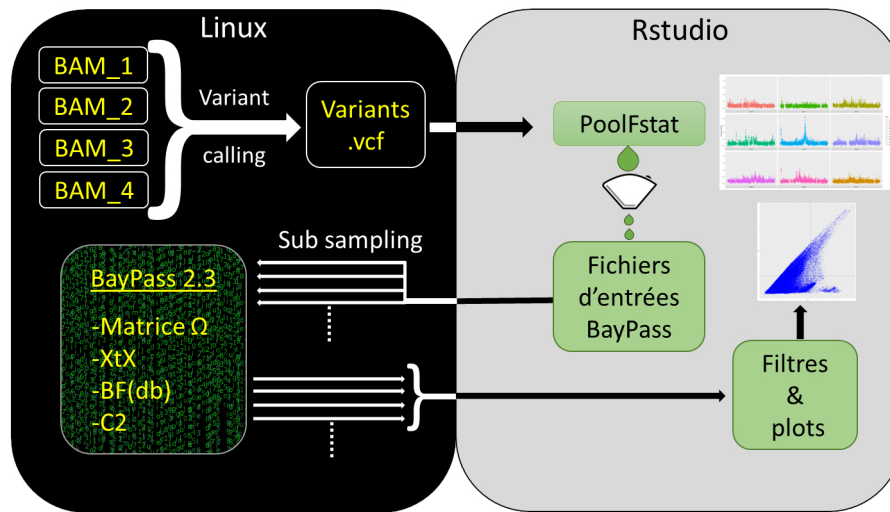 Linux
Rstudio
BAM_1
BAM_2
BAM_3
BAM_4
Variant
calling
Variants
.vcf
PoolFstat
Sub sampling
BayPass 2.3
-Matrice Ω
-XtX
-BF(db)
-C2
Fichiers
d'entrées
BayPass
Filtres
&
plots